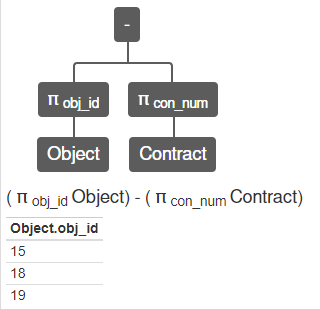 -
π obj_id π con_num
Object Contract
( π obj_id Object) - ( π con_num Contract)
Object.obj_id
15
18
19